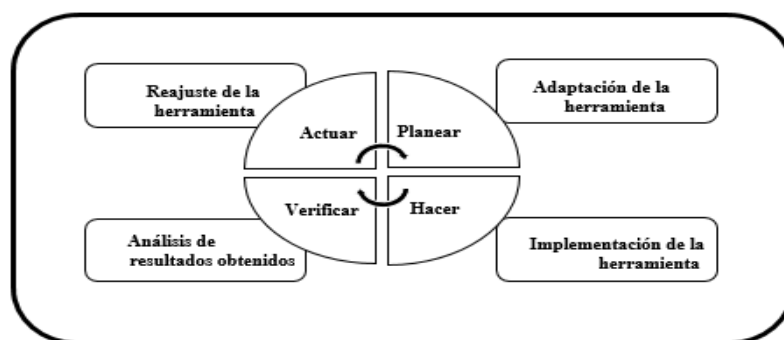 Reajuste de la
herramienta
Actuar
Planear
Adaptación de la
herramienta
Análisis de
resultados obtenidos
Verificar
Hacer
Implementación de la
herramienta